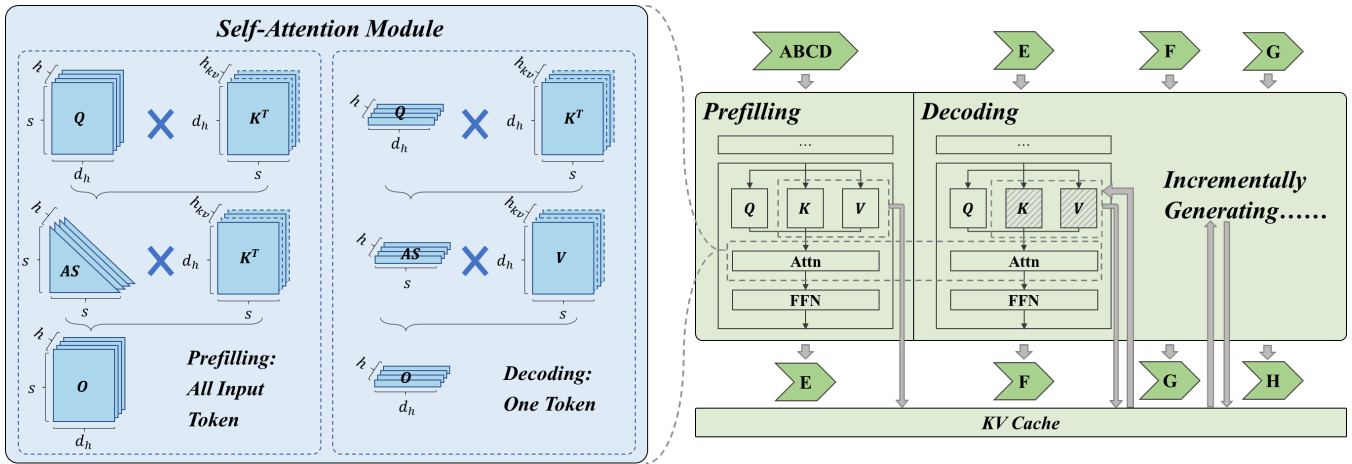 Self-Attention Module
h
h_kv
s
Q
d_h
K^T
d_h
s
h
AS
s
s
h_kv
d_h
K^T
s
h
s
O
d_h
Prefilling:
All Input
Token
h
Q
d_h
h_kv
d_h
K^T
s
h
AS
s
h_kv
d_h
V
s
h
O
d_h
Decoding:
One Token
ABCD
E
F
G
Prefilling
Decoding
...
...
Q
K
V
Q
K
V
Attn
Attn
FFN
FFN
Incrementally
Generating......
E
F
G
H
KV Cache